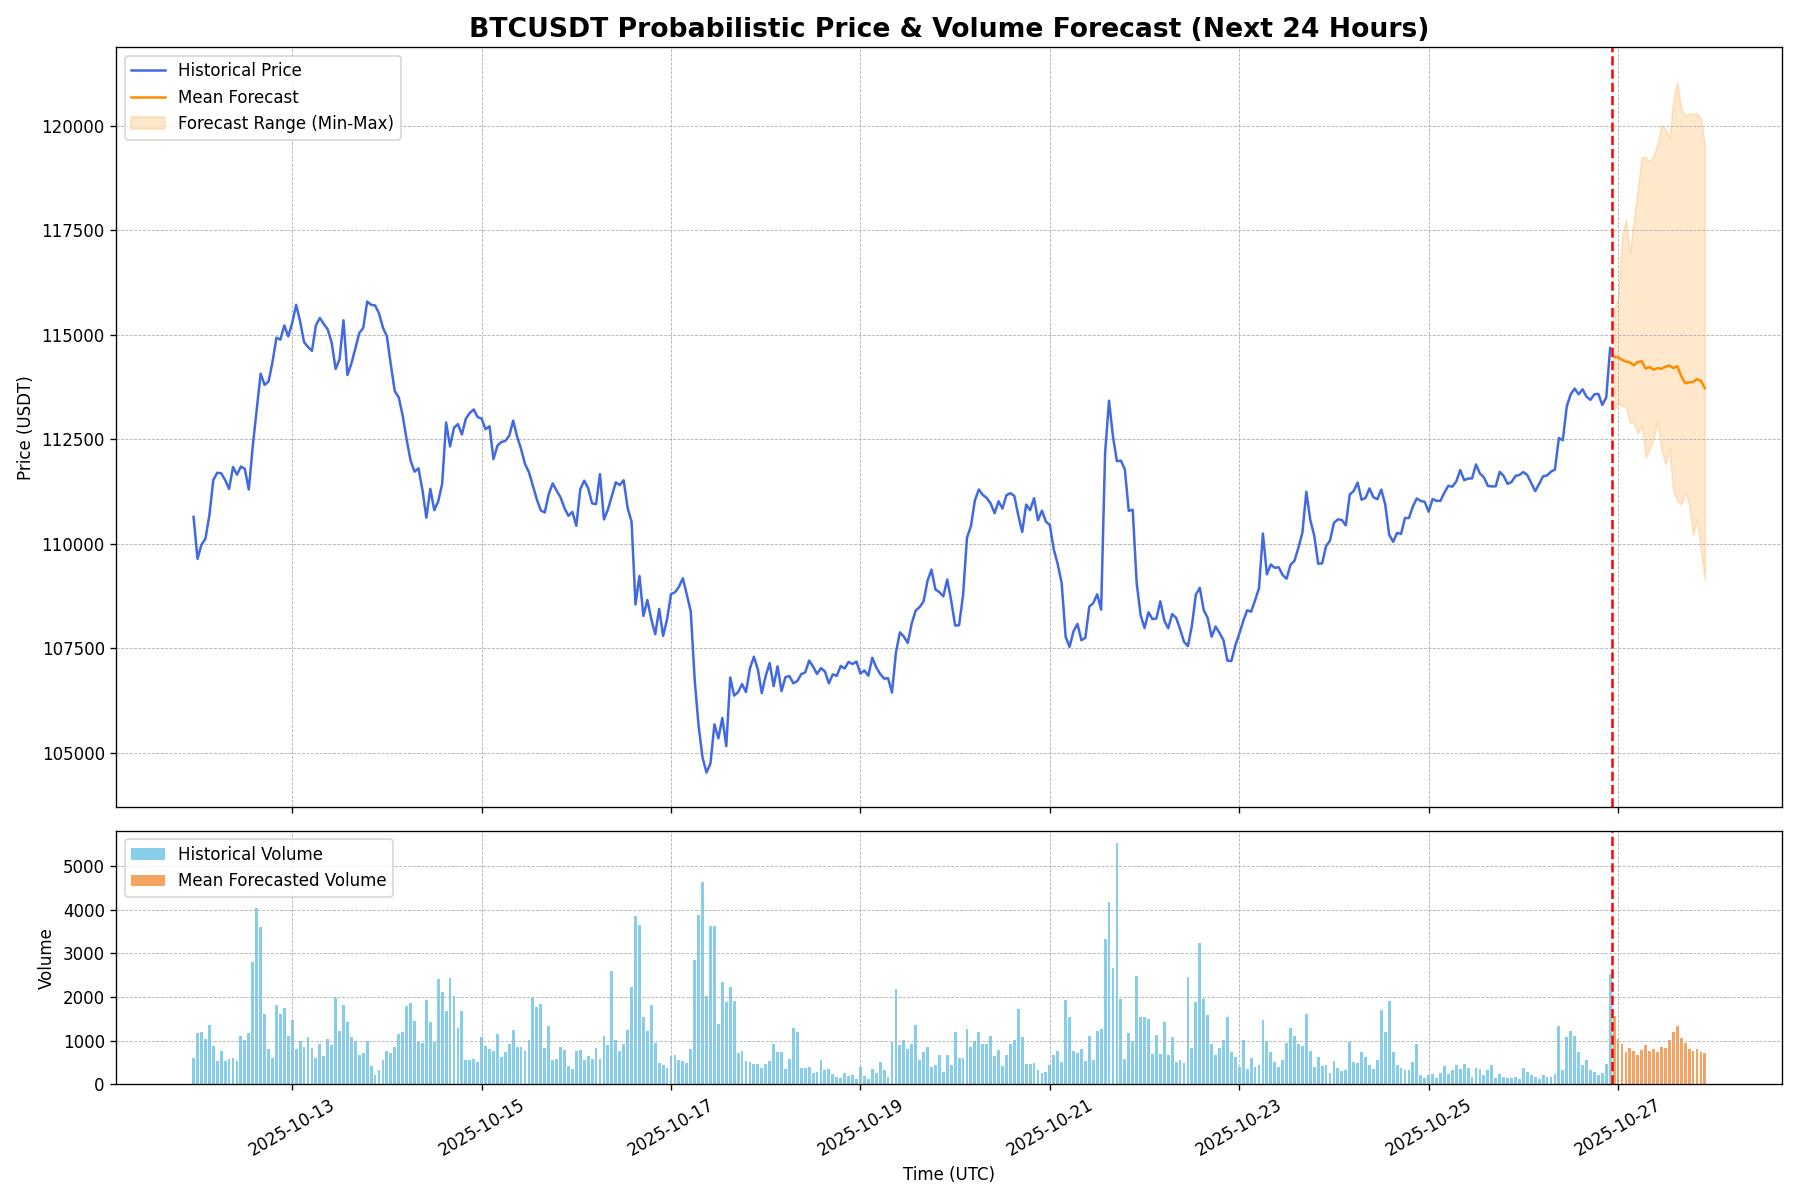 BTCUSDT Probabilistic Price & Volume Forecast (Next 24 Hours)
Historical Price
Mean Forecast
Forecast Range (Min-Max)
Price (USDT)
120000
117500
115000
112500
110000
107500
105000
Historical Volume
Mean Forecasted Volume
Volume
5000
4000
3000
2000
1000
0
2025-10-13
2025-10-15
2025-10-17
2025-10-19
2025-10-21
2025-10-23
2025-10-25
2025-10-27
Time (UTC)